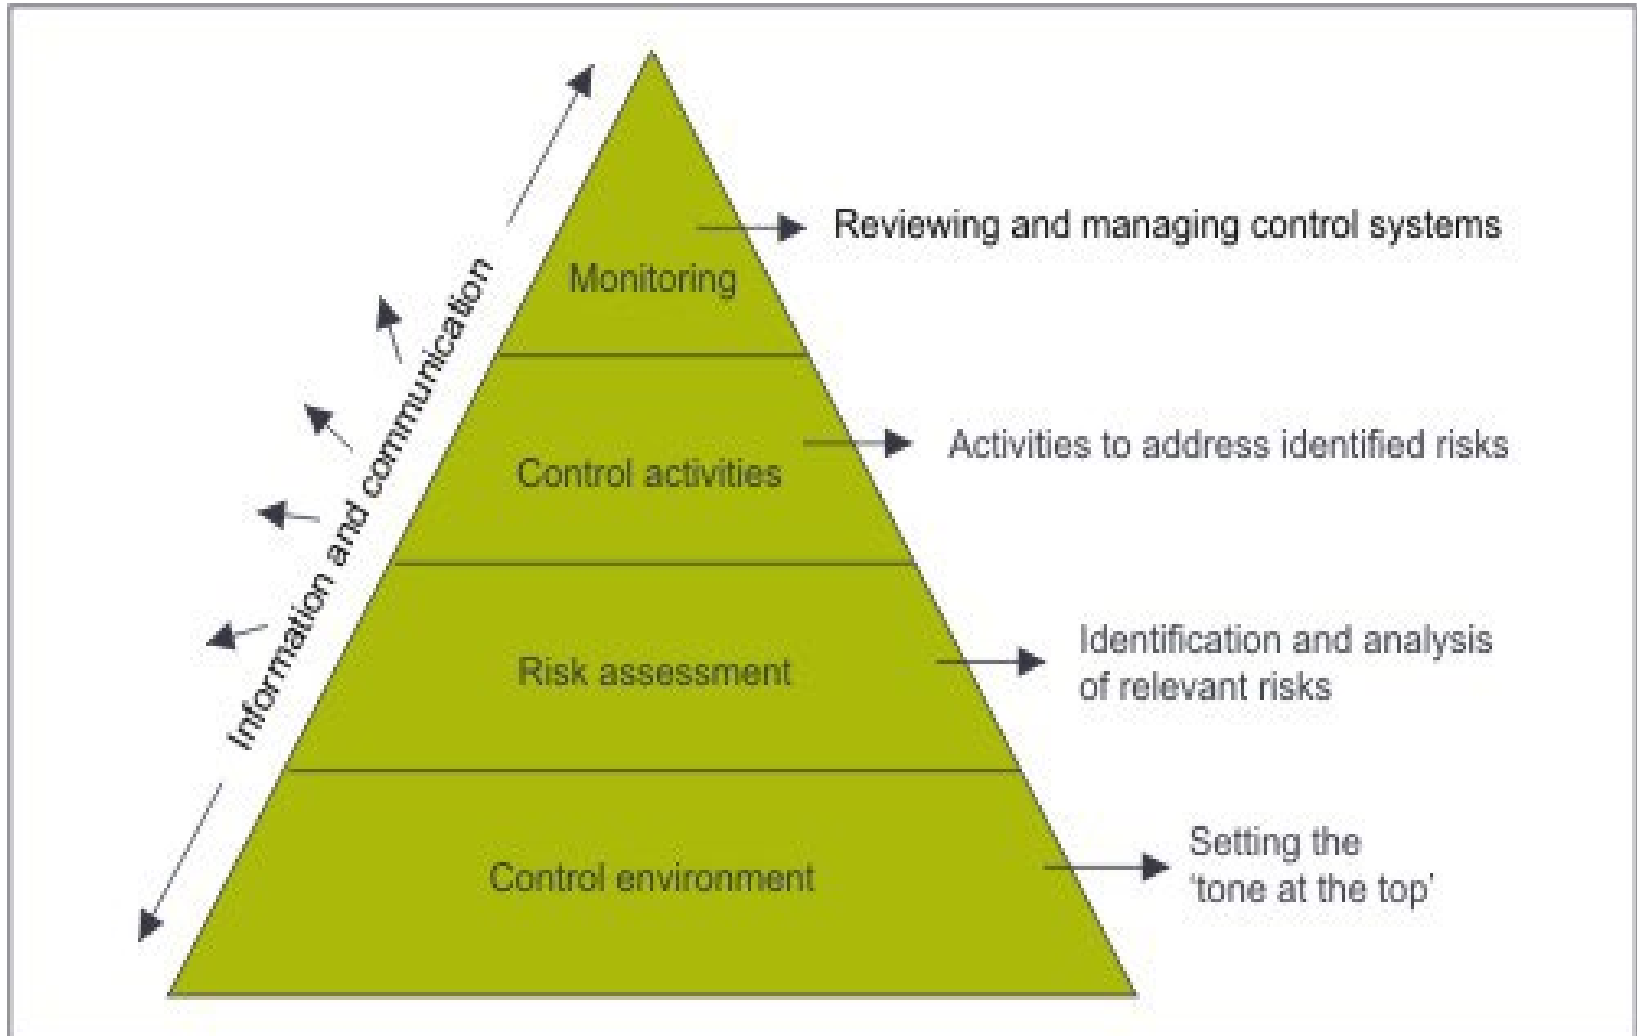 Information and communication
Monitoring
Reviewing and managing control systems
Control activities
Activities to address identified risks
Risk assessment
Identification and analysis
of relevant risks
Control environment
Setting the
‘tone at the top’